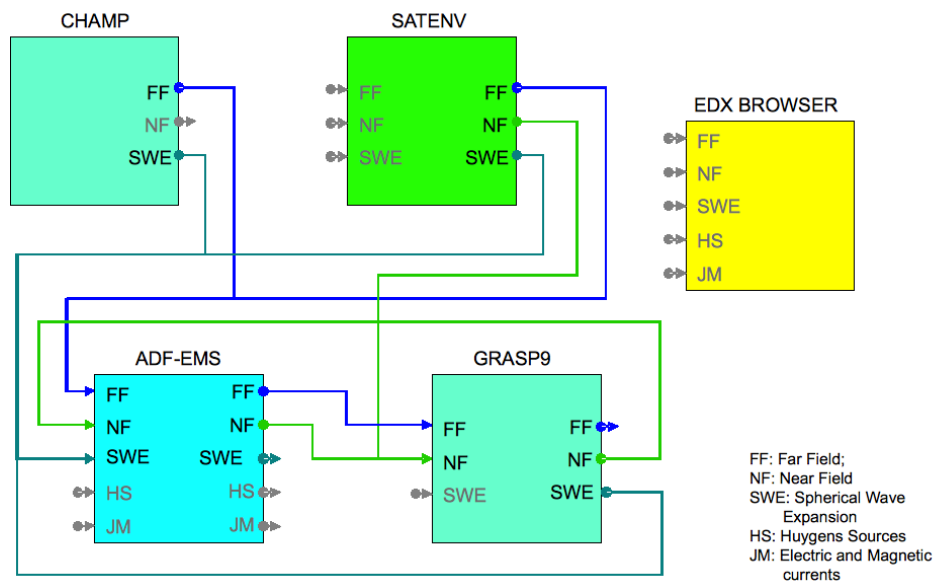 CHAMP
FF
NF
SWE
SATENV
FF
NF
SWE
FF
NF
SWE
EDX BROWSER
FF
NF
SWE
HS
JM
ADF-EMS
FF
NF
SWE
HS
JM
FF
NF
SWE
HS
JM
GRASP9
FF
NF
SWE
FF
NF
SWE
FF: Far Field;
NF: Near Field
SWE: Spherical Wave
Expansion
HS: Huygens Sources
JM: Electric and Magnetic
currents